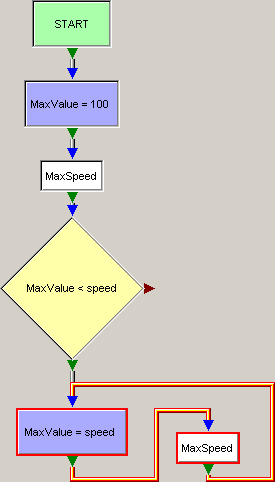 START
MaxValue = 100
MaxSpeed
MaxValue < speed
MaxValue = speed
MaxSpeed